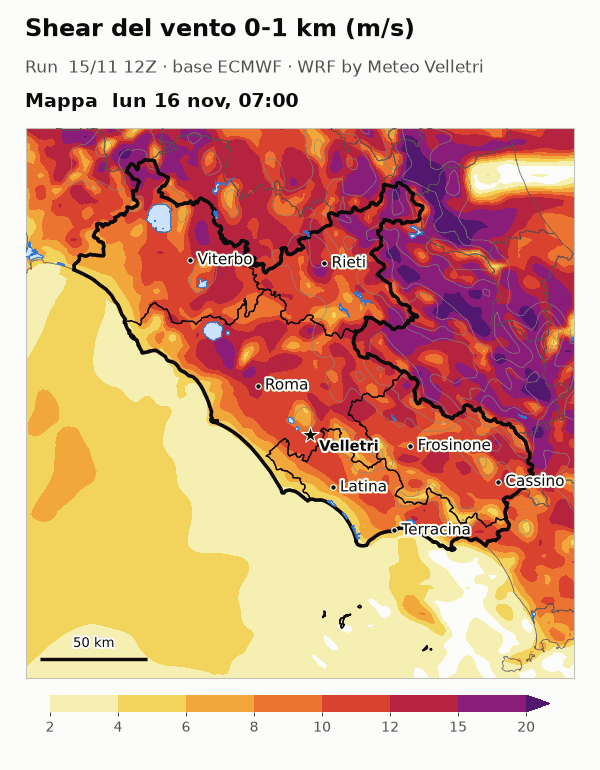 Shear del vento 0-1 km (m/s)
Run 15/11 12Z · base ECMWF · WRF by Meteo Velletri
Mappa lun 16 nov, 07:00
Viterbo
Rieti
Roma
Velletri
Frosinone
Latina
Cassino
Terracina
50 km
2 4 6 8 10 12 15 20